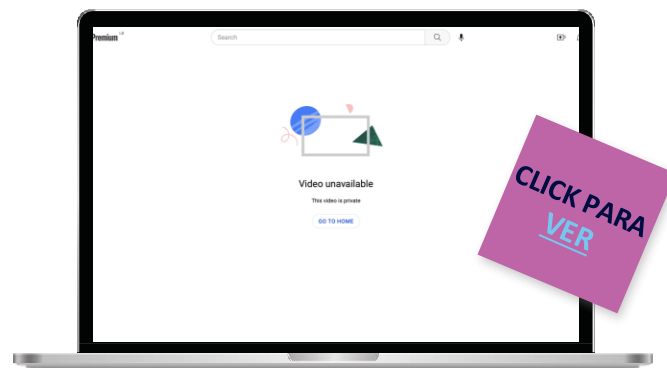 Premium
Search
Video unavailable
This video is private
GO TO HOME
CLICK PARA
VER